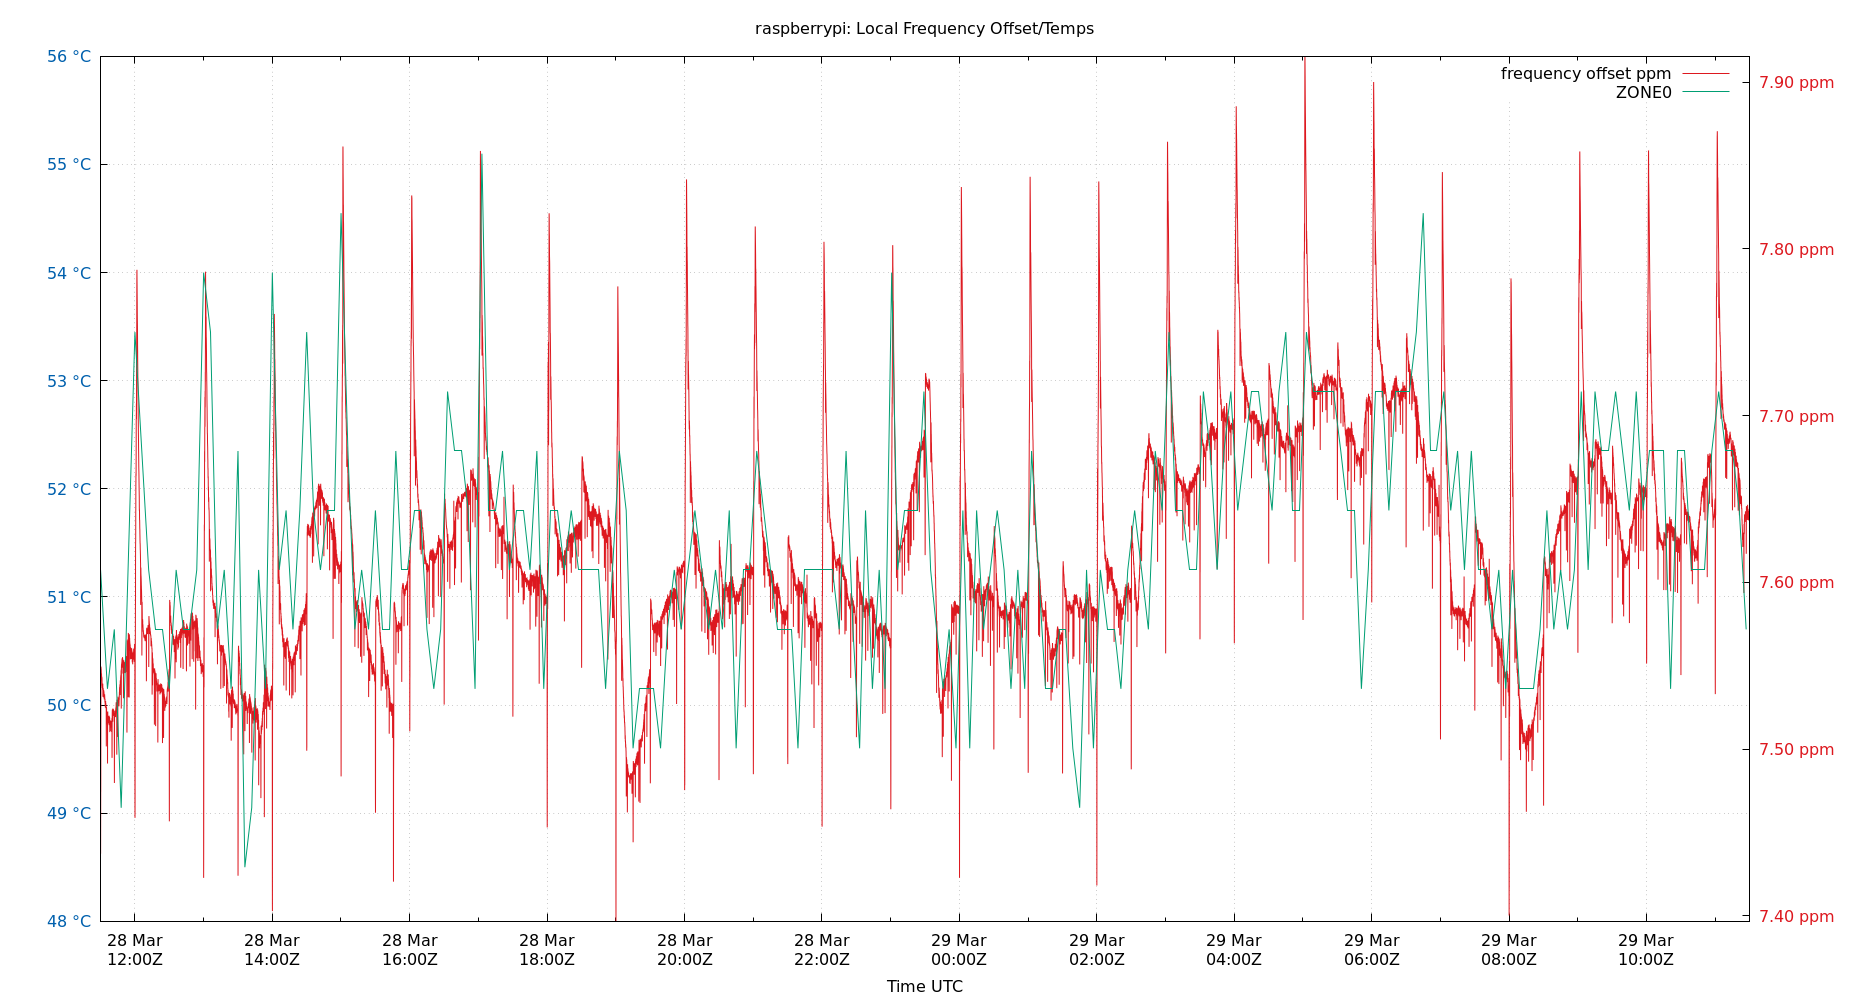 raspberrypi: Local Frequency Offset/Temps
frequency offset ppm
ZONE0
56 °C
55 °C
54 °C
53 °C
52 °C
51 °C
50 °C
49 °C
48 °C
7.90 ppm
7.80 ppm
7.70 ppm
7.60 ppm
7.50 ppm
7.40 ppm
28 Mar 28 Mar 28 Mar 28 Mar 28 Mar 28 Mar 29 Mar 29 Mar 29 Mar 29 Mar 29 Mar 29 Mar
12:00Z 14:00Z 16:00Z 18:00Z 20:00Z 22:00Z 00:00Z 02:00Z 04:00Z 06:00Z 08:00Z 10:00Z
Time UTC